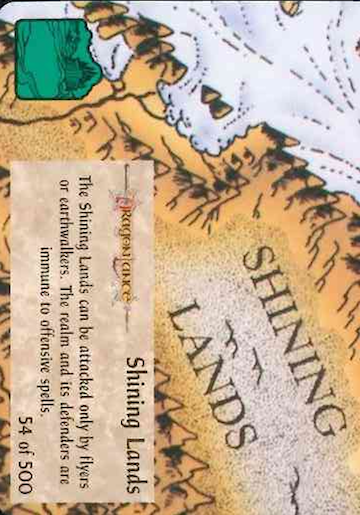 SHINING
LANDS
Dragonlance
Shining Lands
The Shining Lands can be attacked only by flyers
or earthwalkers. The realm and its defenders are
immune to offensive spells.
54 of 500